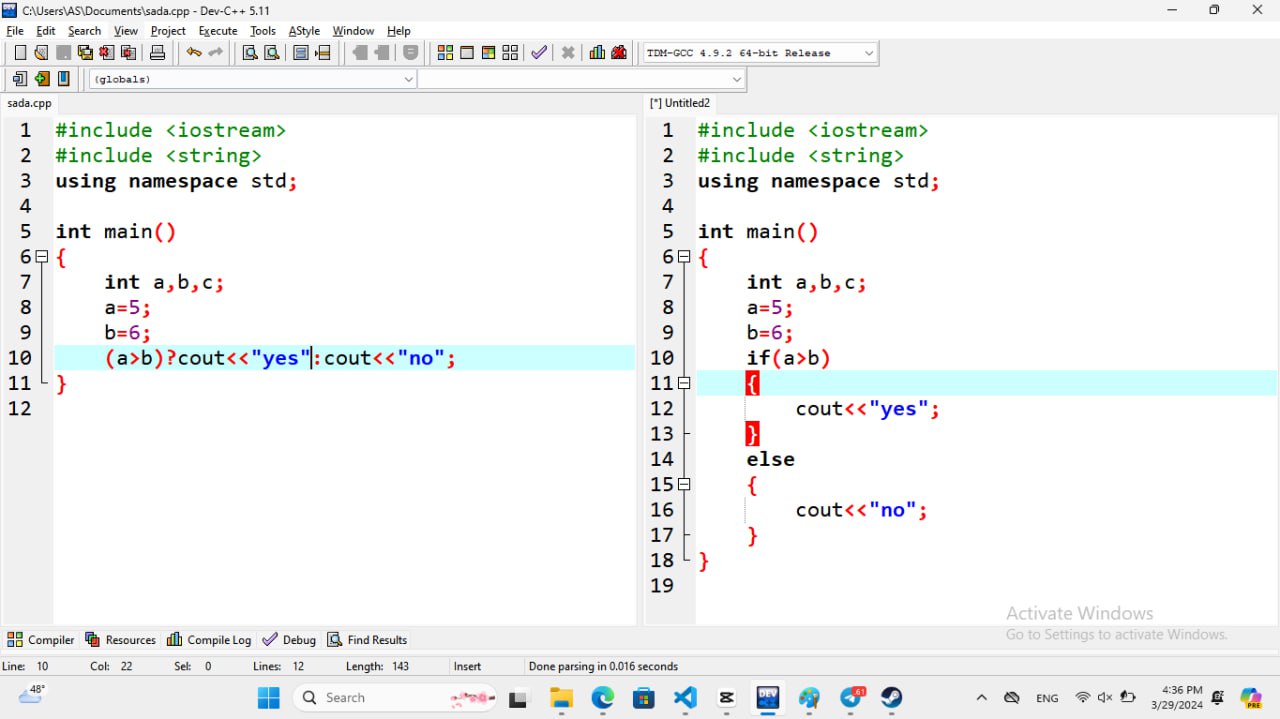 C:\Users\AS\Documents\sada.cpp - Dev-C++ 5.11
File Edit Search View Project Execute Tools AStyle Window Help
TDM-GCC 4.9.2 64-bit Release
(globals)
sada.cpp
1 #include <iostream>
2 #include <string>
3 using namespace std;
4
5 int main()
6 {
7 int a,b,c;
8 a=5;
9 b=6;
10 (a>b)?cout<<"yes":cout<<"no";
11 }
12
[*] Untitled2
1 #include <iostream>
2 #include <string>
3 using namespace std;
4
5 int main()
6 {
7 int a,b,c;
8 a=5;
9 b=6;
10 if(a>b)
11 {
12 cout<<"yes";
13 }
14 else
15 {
16 cout<<"no";
17 }
18 }
19
Activate Windows
Go to Settings to activate Windows.
Compiler Resources Compile Log Debug Find Results
Line: 10 Col: 22 Sel: 0 Lines: 12 Length: 143 Insert Done parsing in 0.016 seconds
48° Search DEV 61 ENG 4:36 PM PRE
3/29/2024